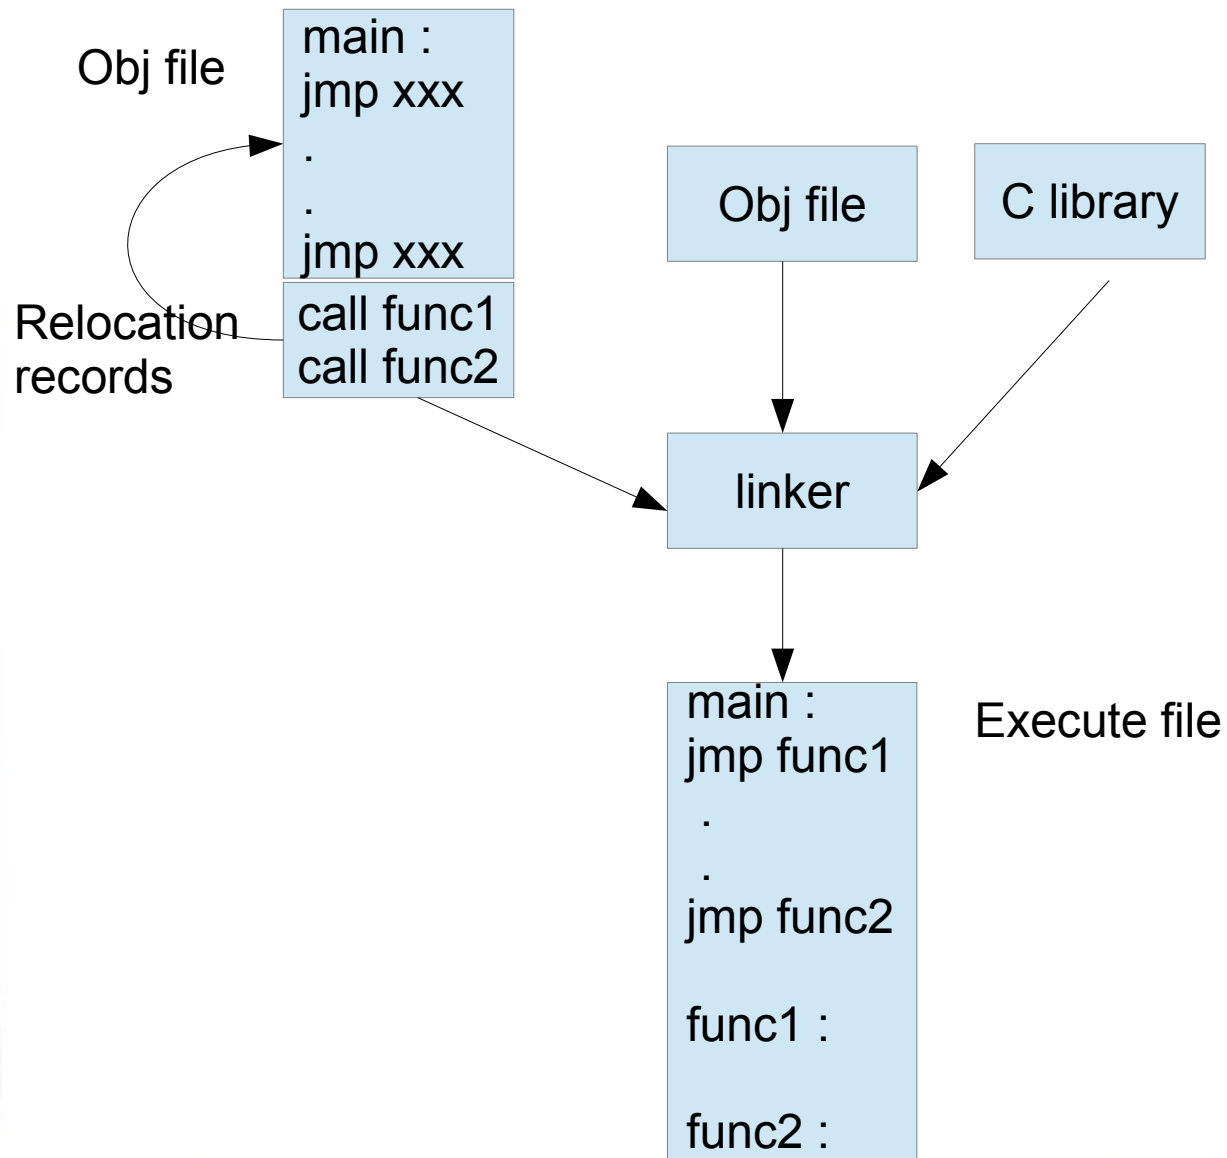 Obj file
main :
jmp xxx
.
.
jmp xxx
Relocation
records
call func1
call func2
Obj file
C library
linker
main :
jmp func1
.
.
jmp func2
func1 :
func2 :
Execute file